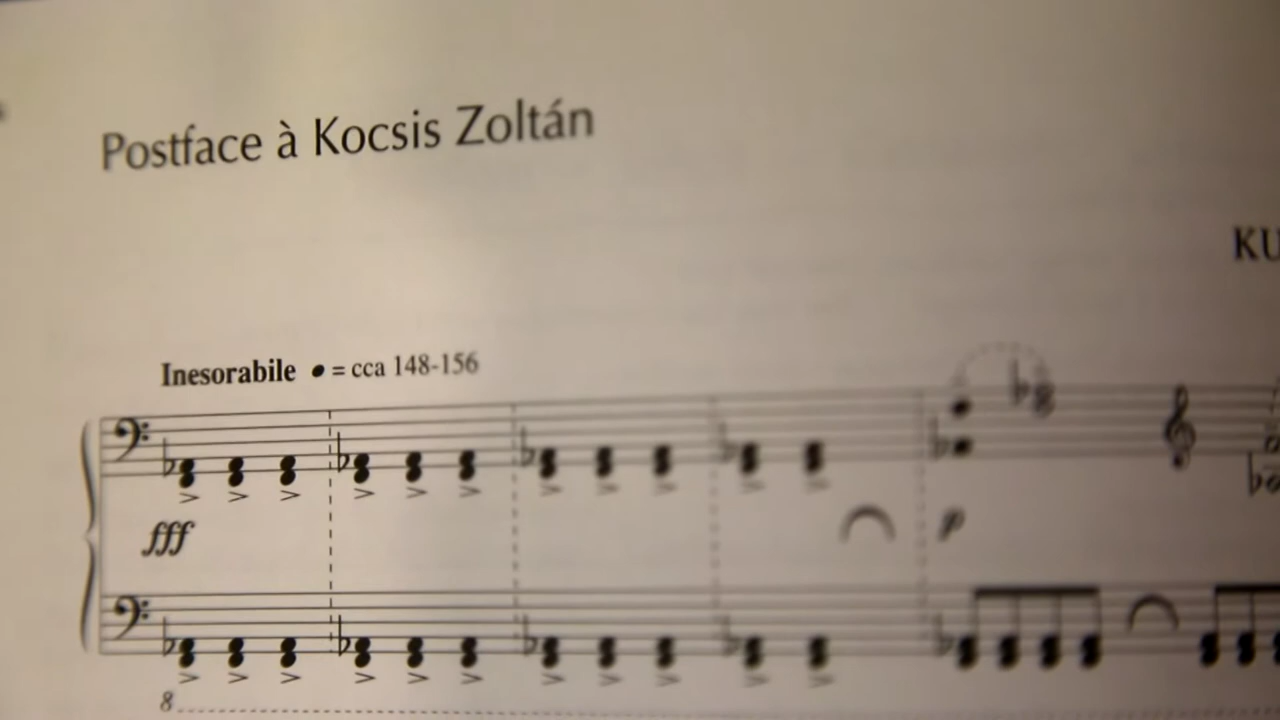 Postface à Kocsis Zoltán
KU
Inesorabile = cca 148-156
fff
p
8